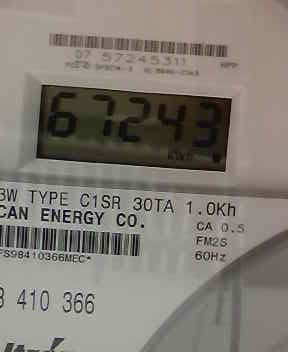 07 57245311
67243
KWH
3W TYPE C1SR 30TA 1.0Kh
CAN ENERGY CO.
CA 0.5
FM2S
FS98410366MEC*
60Hz
3 410 366